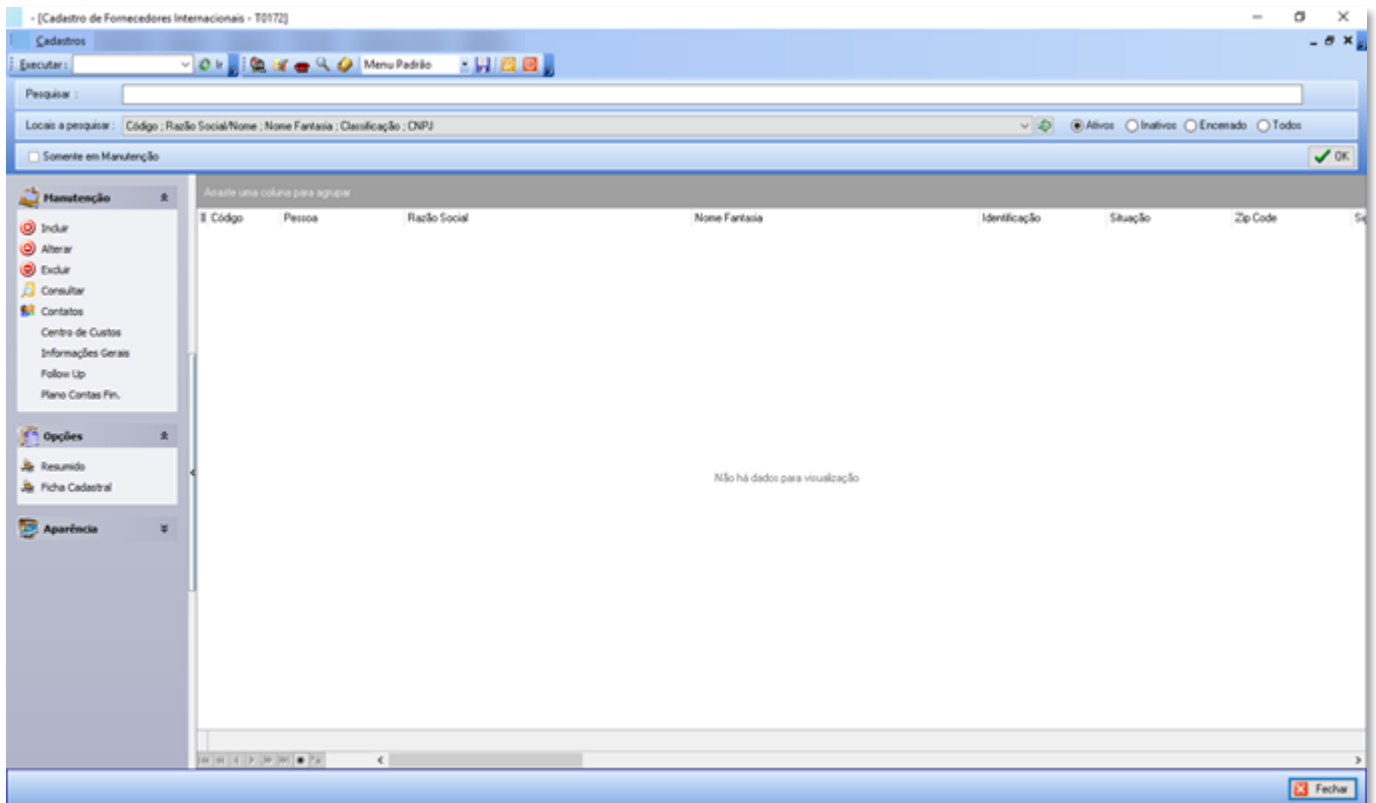 - [Cadastro de Fornecedores Internacionais - T0172]
Cadastros
Executar :
Ir
Menu Padrão
Pesquisar :
Locais a pesquisar : Código ; Razão Social/Nome ; Nome Fantasia ; Classificação ; CNPJ
Ativos Inativos Encerrado Todos
Somente em Manutenção
OK
Manutenção
Incluir
Alterar
Excluir
Consultar
Contatos
Centro de Custos
Informações Gerais
Follow Up
Plano Contas Fin.
Opções
Resumido
Ficha Cadastral
Aparência
Arraste uma coluna para agrupar
Código Pessoa Razão Social Nome Fantasia Identificação Situação Zip Code
Não há dados para visualização
Fechar